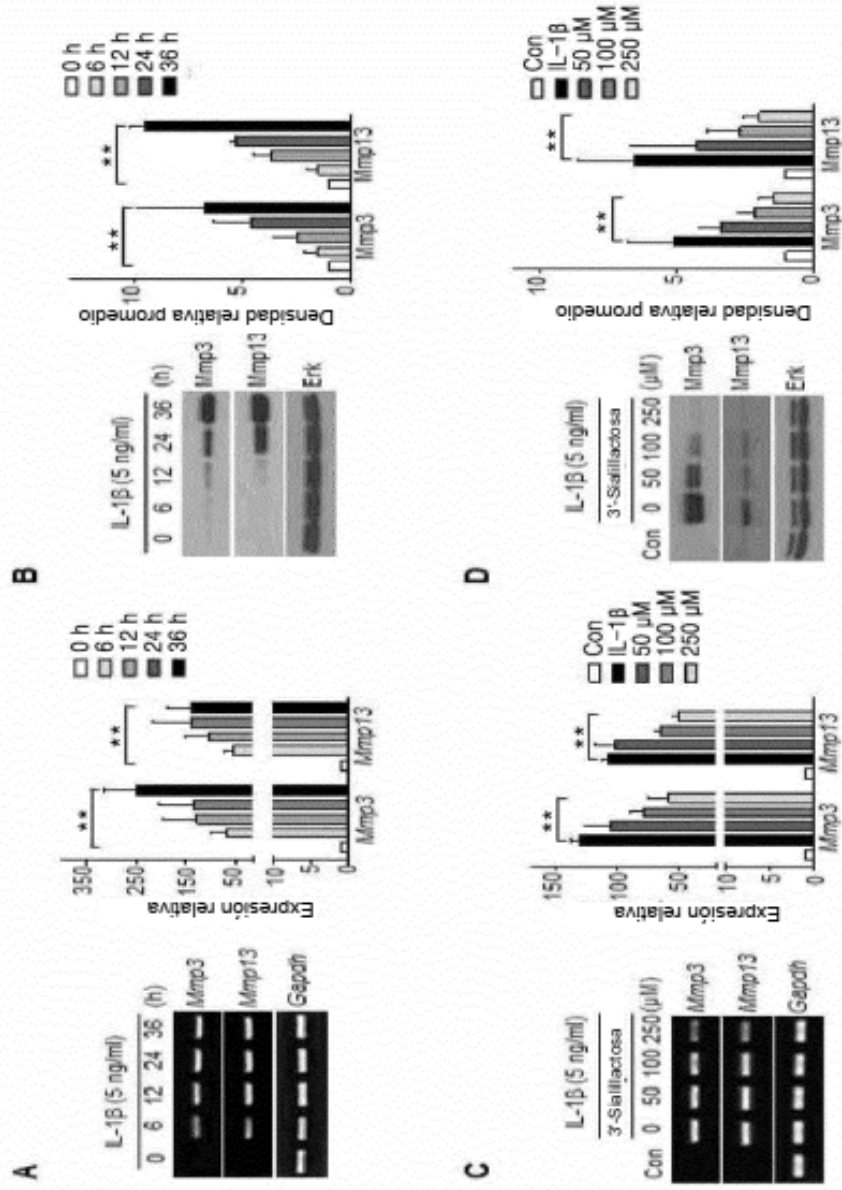 A
IL-1β (5 ng/ml)
0 6 12 24 36 (h)
Mmp3
Mmp13
Gapdh
Expresión relativa
350
250
150
50
10
5
0
**
**
Mmp3
Mmp13
0 h
6 h
12 h
24 h
36 h
B
IL-1β (5 ng/ml)
0 6 12 24 36 (h)
Mmp3
Mmp13
Erk
Densidad relativa promedio
10
5
0
**
**
Mmp3
Mmp13
0 h
6 h
12 h
24 h
36 h
C
IL-1β (5 ng/ml)
3'-Sialillactosa
Con 0 50 100 250 (µM)
Mmp3
Mmp13
Gapdh
Expresión relativa
150
100
50
10
5
0
**
**
Mmp3
Mmp13
Con
IL-1β
50 µM
100 µM
250 µM
D
IL-1β (5 ng/ml)
3'-Sialillactosa
Con 0 50 100 250 (µM)
Mmp3
Mmp13
Erk
Densidad relativa promedio
10
5
0
**
**
Mmp3
Mmp13
Con
IL-1β
50 µM
100 µM
250 µM